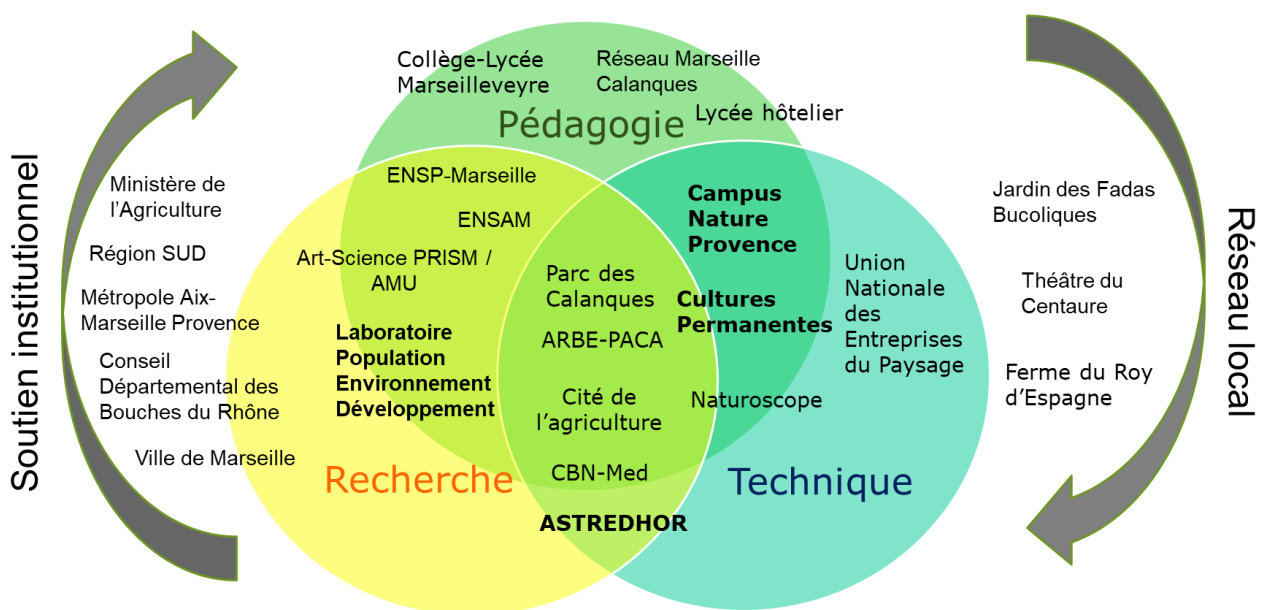 Soutien institutionnel
Ministère de
l'Agriculture
Région SUD
Métropole Aix-
Marseille Provence
Conseil
Départemental des
Bouches du Rhône
Ville de Marseille
Collège-Lycée
Marseilleveyre
Réseau Marseille
Calanques
Lycée hôtelier
Pédagogie
ENSP-Marseille
ENSAM
Art-Science PRISM /
AMU
Laboratoire
Population
Environnement
Développement
Recherche
Parc des
Calanques
ARBE-PACA
Cité de
l'agriculture
CBN-Med
ASTREDHOR
Campus
Nature
Provence
Cultures
Permanentes
Naturoscope
Union
Nationale
des
Entreprises
du Paysage
Technique
Jardin des Fadas
Bucoliques
Théâtre du
Centaure
Ferme du Roy
d'Espagne
Réseau local